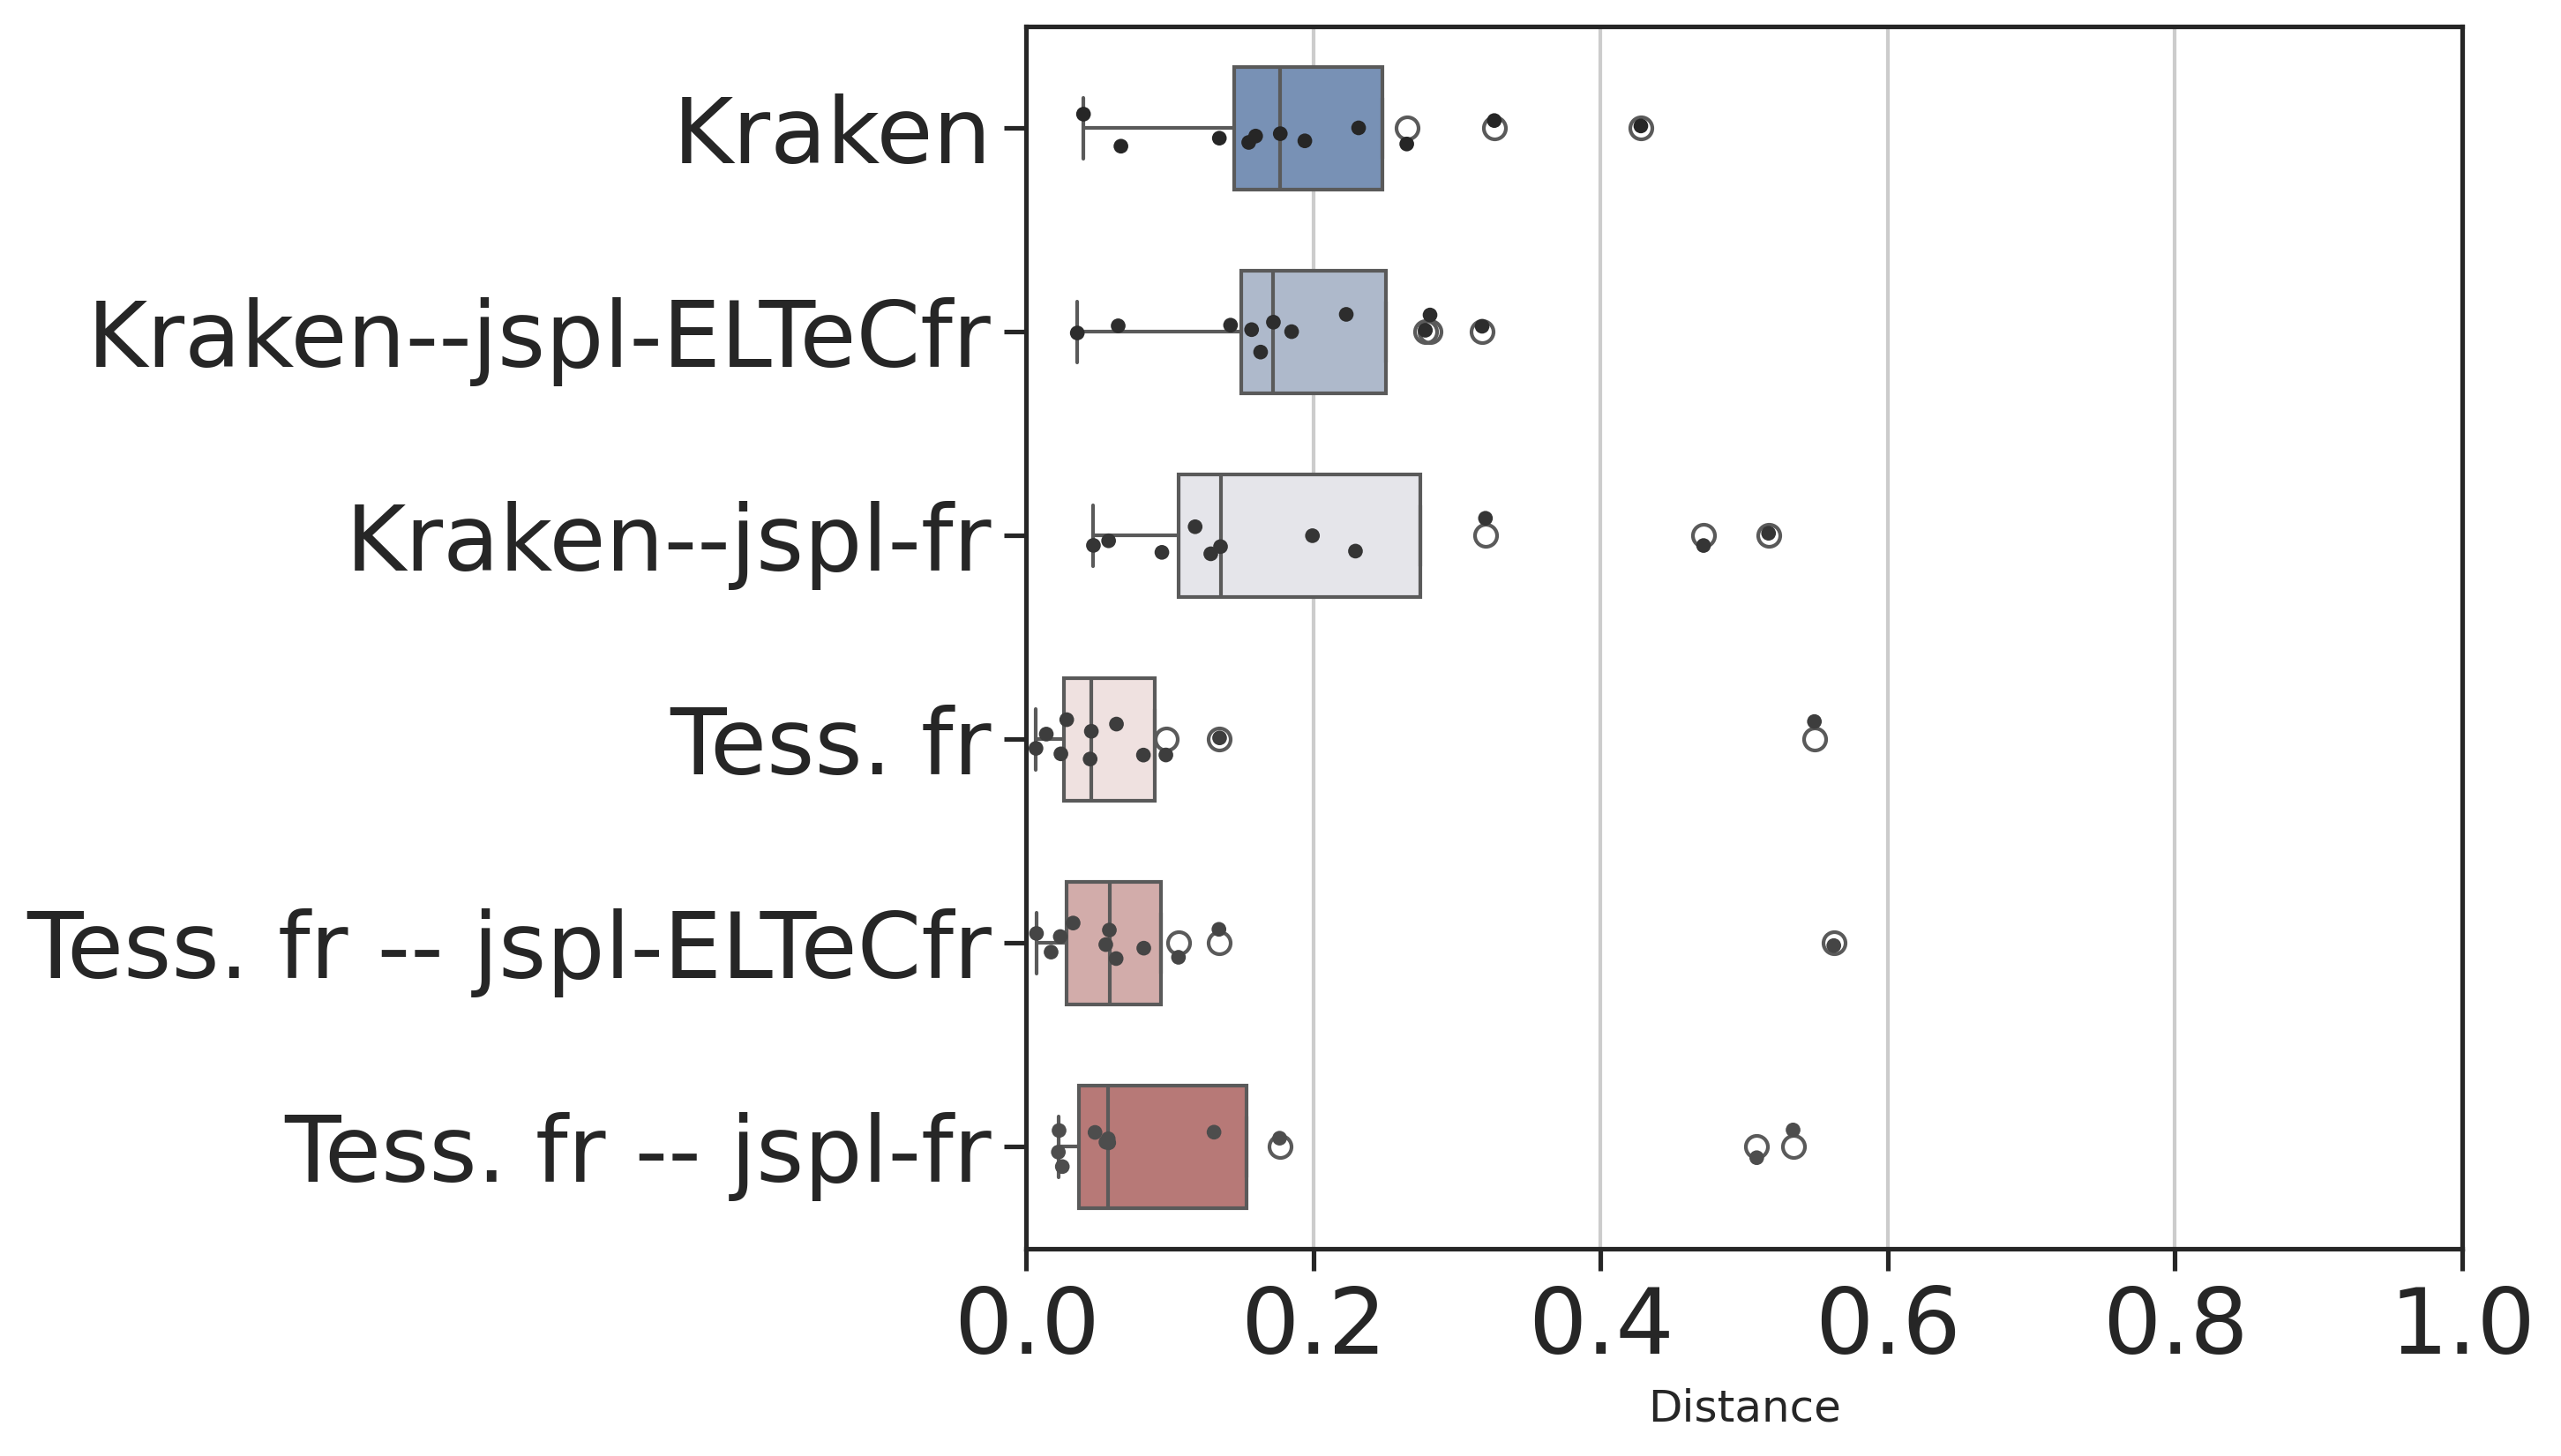 Kraken
Kraken--jspl-ELTeCfr
Kraken--jspl-fr
Tess. fr
Tess. fr -- jspl-ELTeCfr
Tess. fr -- jspl-fr
0.0 0.2 0.4 0.6 0.8 1.0
Distance